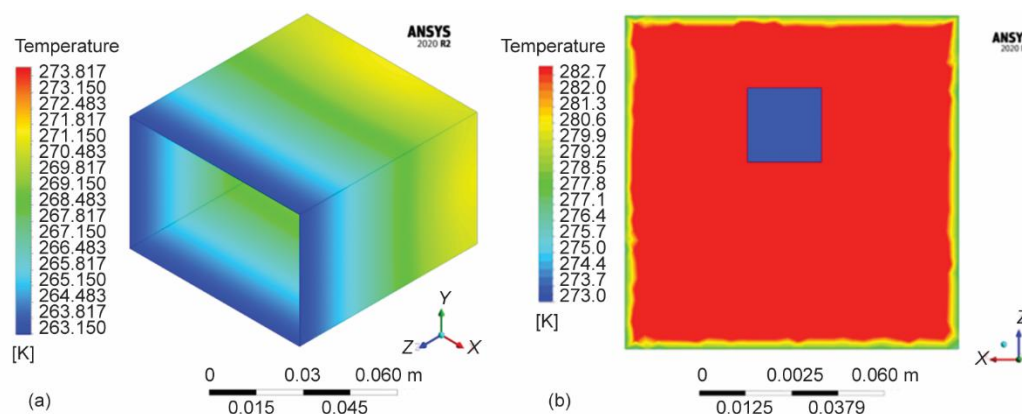 ANSYS
2020 R2
Temperature
273.817
273.150
272.483
271.817
271.150
270.483
269.817
269.150
268.483
267.817
267.150
266.483
265.817
265.150
264.483
263.817
263.150
[K]
Y
Z
X
(a)
0 0.03 0.060 m
0.015 0.045
ANSYS
2020
Temperature
282.7
282.0
281.3
280.6
279.9
279.2
278.5
277.8
277.1
276.4
275.7
275.0
274.4
273.7
273.0
[K]
Z
X
(b)
0 0.0025 0.060 m
0.0125 0.0379